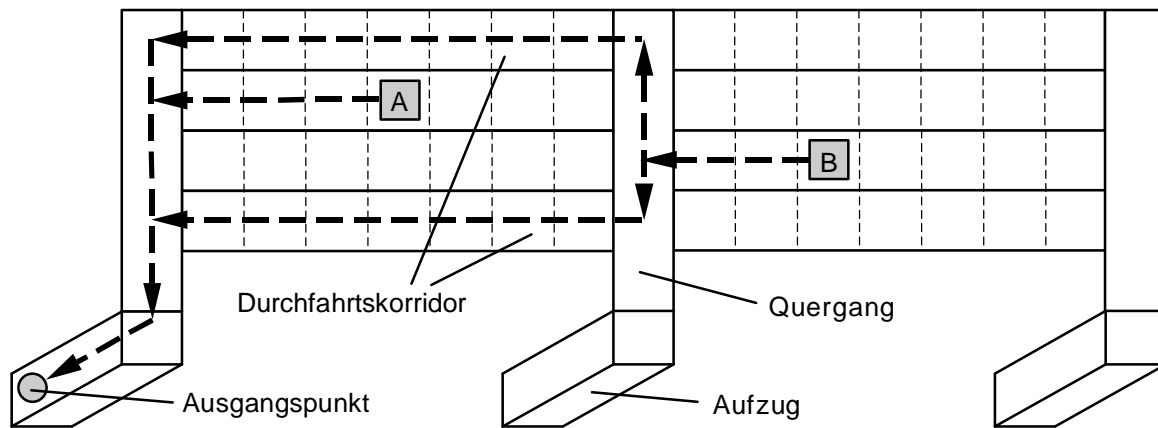 A
B
Durchfahrtskorridor
Quergang
Ausgangspunkt
Aufzug